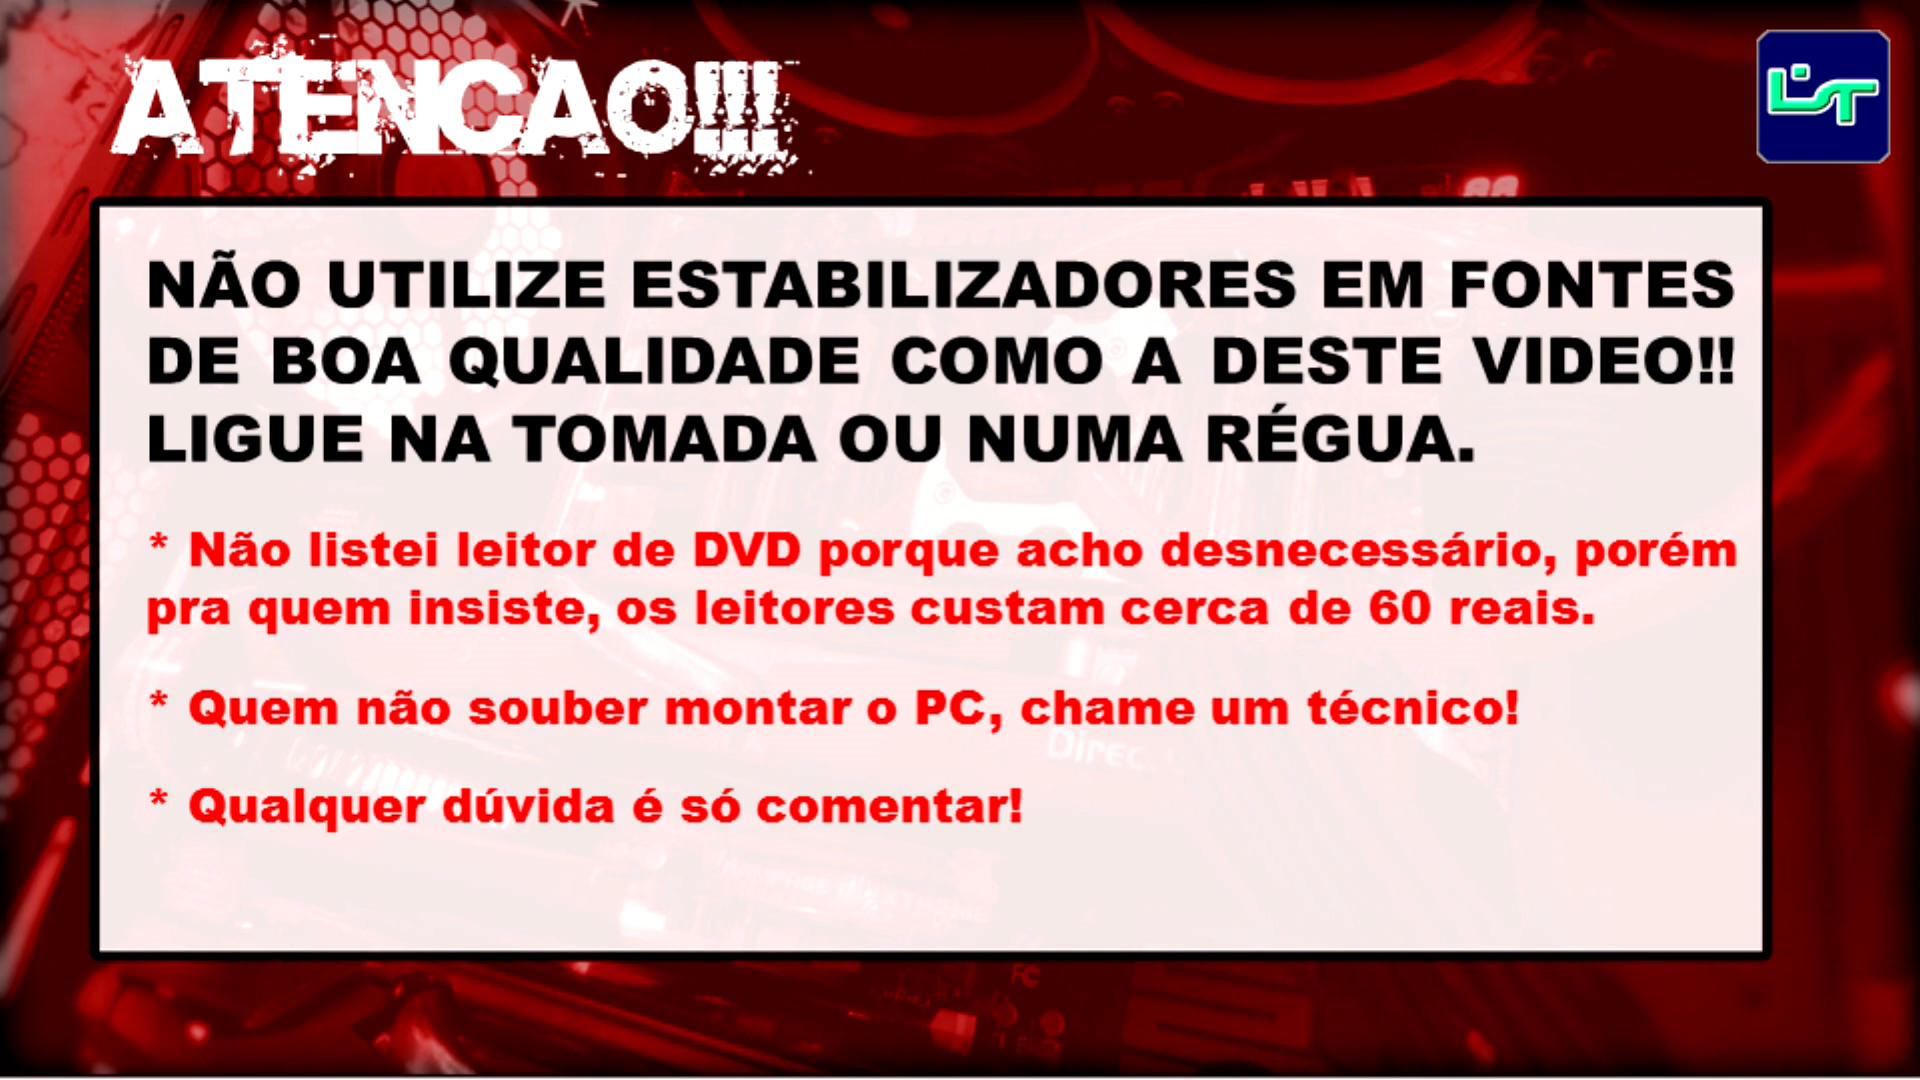 ATENCAO!!!
LST
NÃO UTILIZE ESTABILIZADORES EM FONTES
DE BOA QUALIDADE COMO A DESTE VIDEO!!
LIGUE NA TOMADA OU NUMA RÉGUA.
* Não listei leitor de DVD porque acho desnecessário, porém
pra quem insiste, os leitores custam cerca de 60 reais.
* Quem não souber montar o PC, chame um técnico!
Direc
* Qualquer dúvida é só comentar!